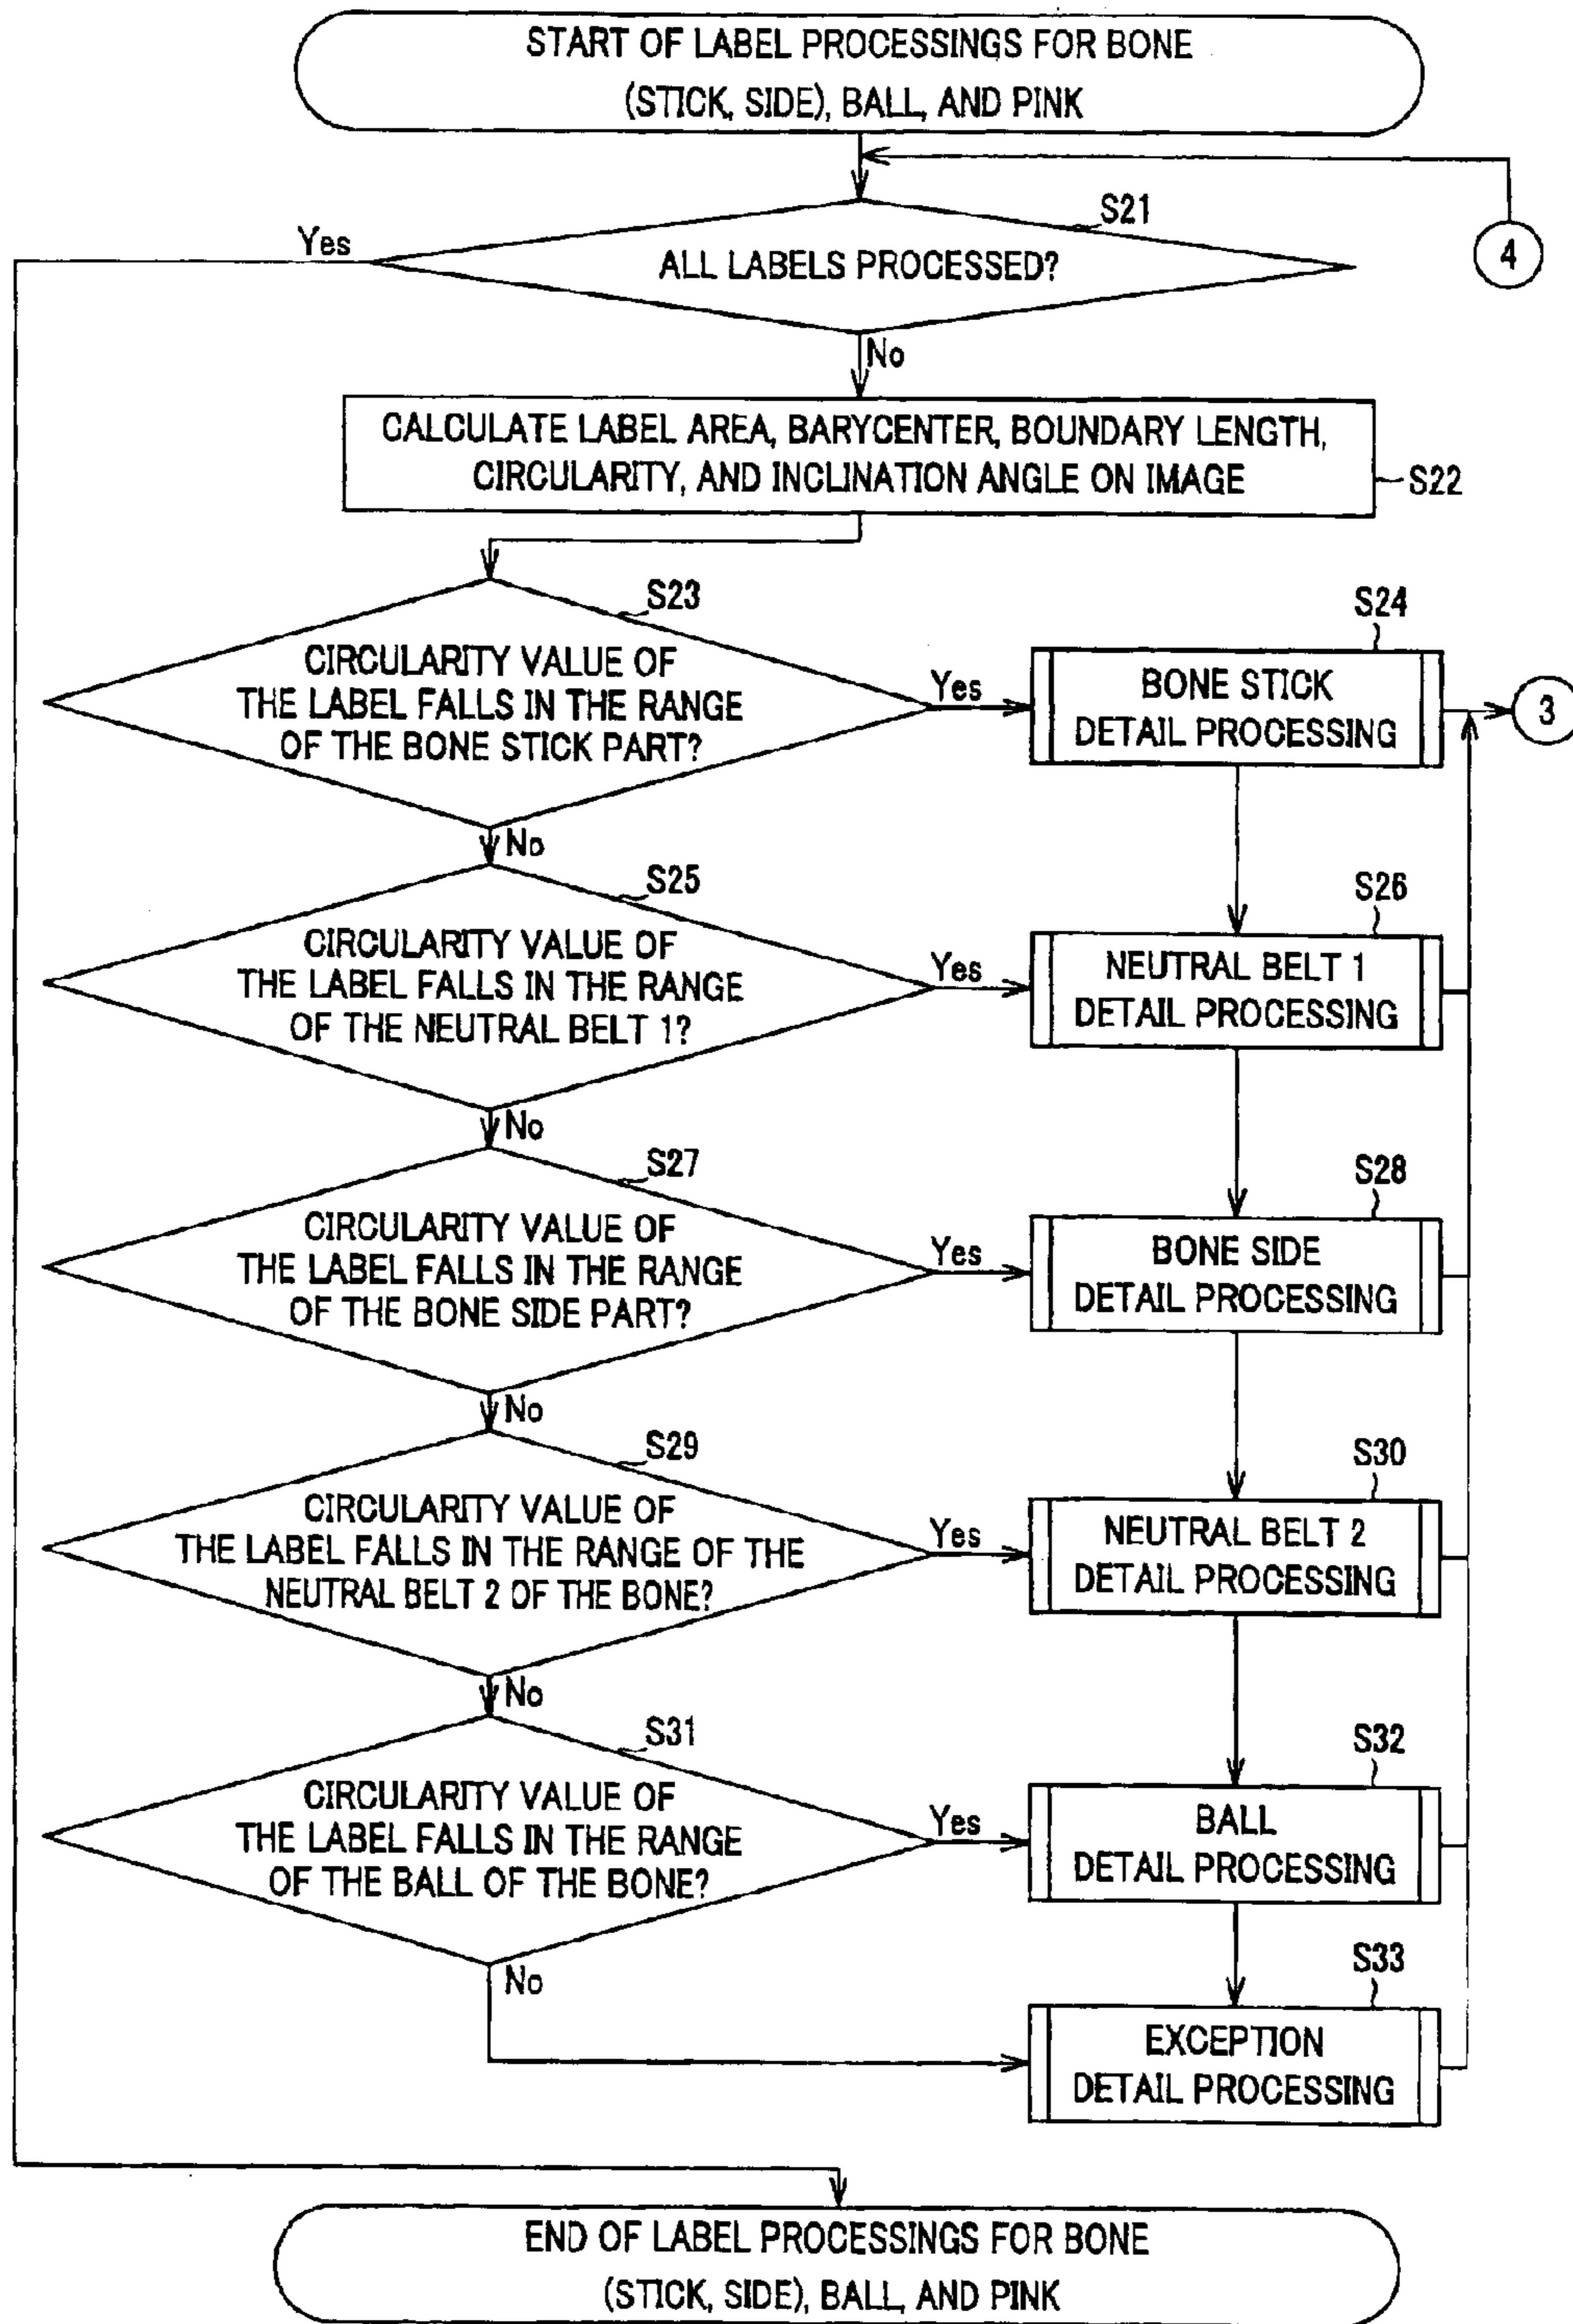 START OF LABEL PROCESSINGS FOR BONE
(STICK, SIDE), BALL, AND PINK
S21
Yes
ALL LABELS PROCESSED?
4
No
CALCULATE LABEL AREA, BARYCENTER, BOUNDARY LENGTH,
CIRCULARITY, AND INCLINATION ANGLE ON IMAGE
S22
S23
CIRCULARITY VALUE OF
THE LABEL FALLS IN THE RANGE
OF THE BONE STICK PART?
Yes
S24
BONE STICK
DETAIL PROCESSING
3
No
S25
CIRCULARITY VALUE OF
THE LABEL FALLS IN THE RANGE
OF THE NEUTRAL BELT 1?
Yes
S26
NEUTRAL BELT 1
DETAIL PROCESSING
No
S27
CIRCULARITY VALUE OF
THE LABEL FALLS IN THE RANGE
OF THE BONE SIDE PART?
Yes
S28
BONE SIDE
DETAIL PROCESSING
No
S29
CIRCULARITY VALUE OF
THE LABEL FALLS IN THE RANGE OF THE
NEUTRAL BELT 2 OF THE BONE?
Yes
S30
NEUTRAL BELT 2
DETAIL PROCESSING
No
S31
CIRCULARITY VALUE OF
THE LABEL FALLS IN THE RANGE
OF THE BALL OF THE BONE?
Yes
S32
BALL
DETAIL PROCESSING
No
S33
EXCEPTION
DETAIL PROCESSING
END OF LABEL PROCESSINGS FOR BONE
(STICK, SIDE), BALL, AND PINK